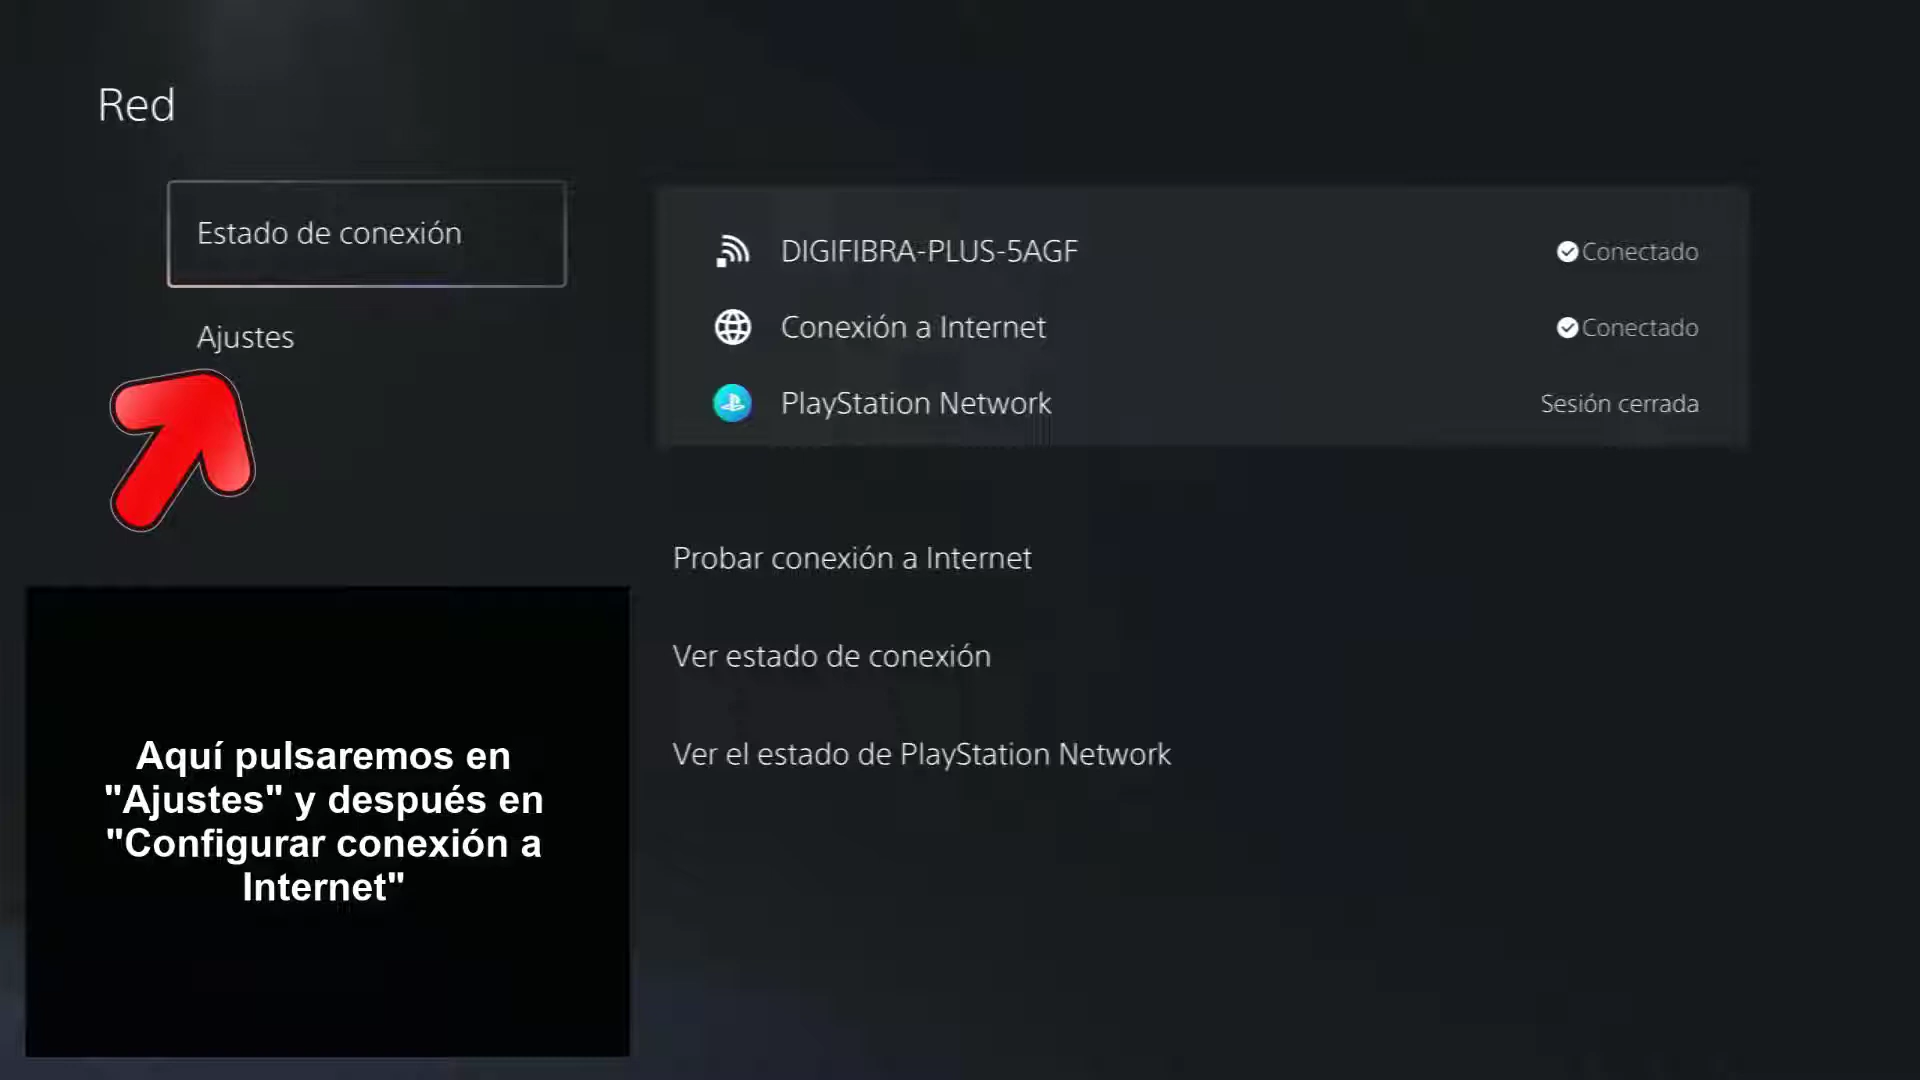 Red
Estado de conexión
Ajustes
DIGIFIBRA-PLUS-5AGF
Conectado
Conexión a Internet
Conectado
PlayStation Network
Sesión cerrada
Probar conexión a Internet
Ver estado de conexión
Ver el estado de PlayStation Network
Aquí pulsaremos en
"Ajustes" y después en
"Configurar conexión a
Internet"